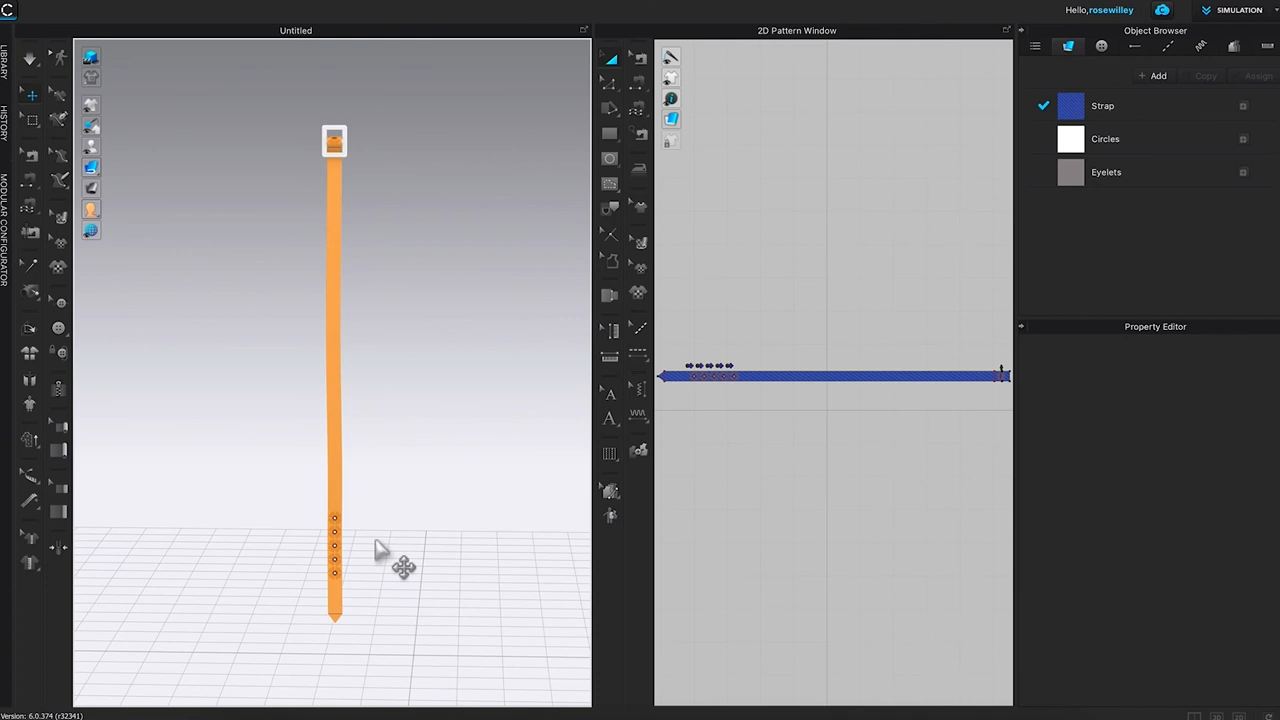 Hello,rosewilley
SIMULATION
Untitled
2D Pattern Window
Object Browser
LIBRARY
HISTORY
MODULAR CONFIGURATOR
+ Add
Copy
Assign
Strap
Circles
Eyelets
Property Editor
A
A
Version: 6.0.374 (r32341)